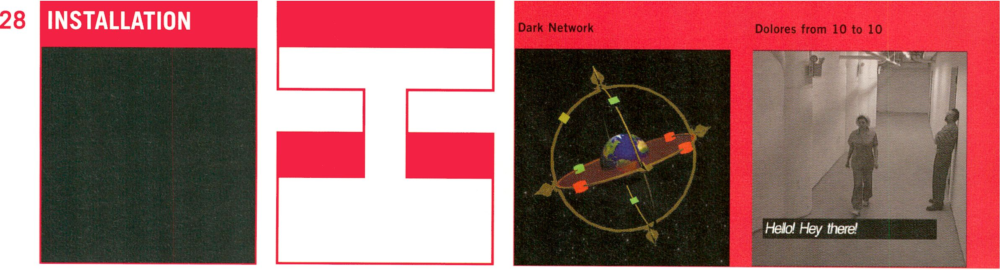 28
INSTALLATION
Dark Network
Dolores from 10 to 10
Hello! Hey there!